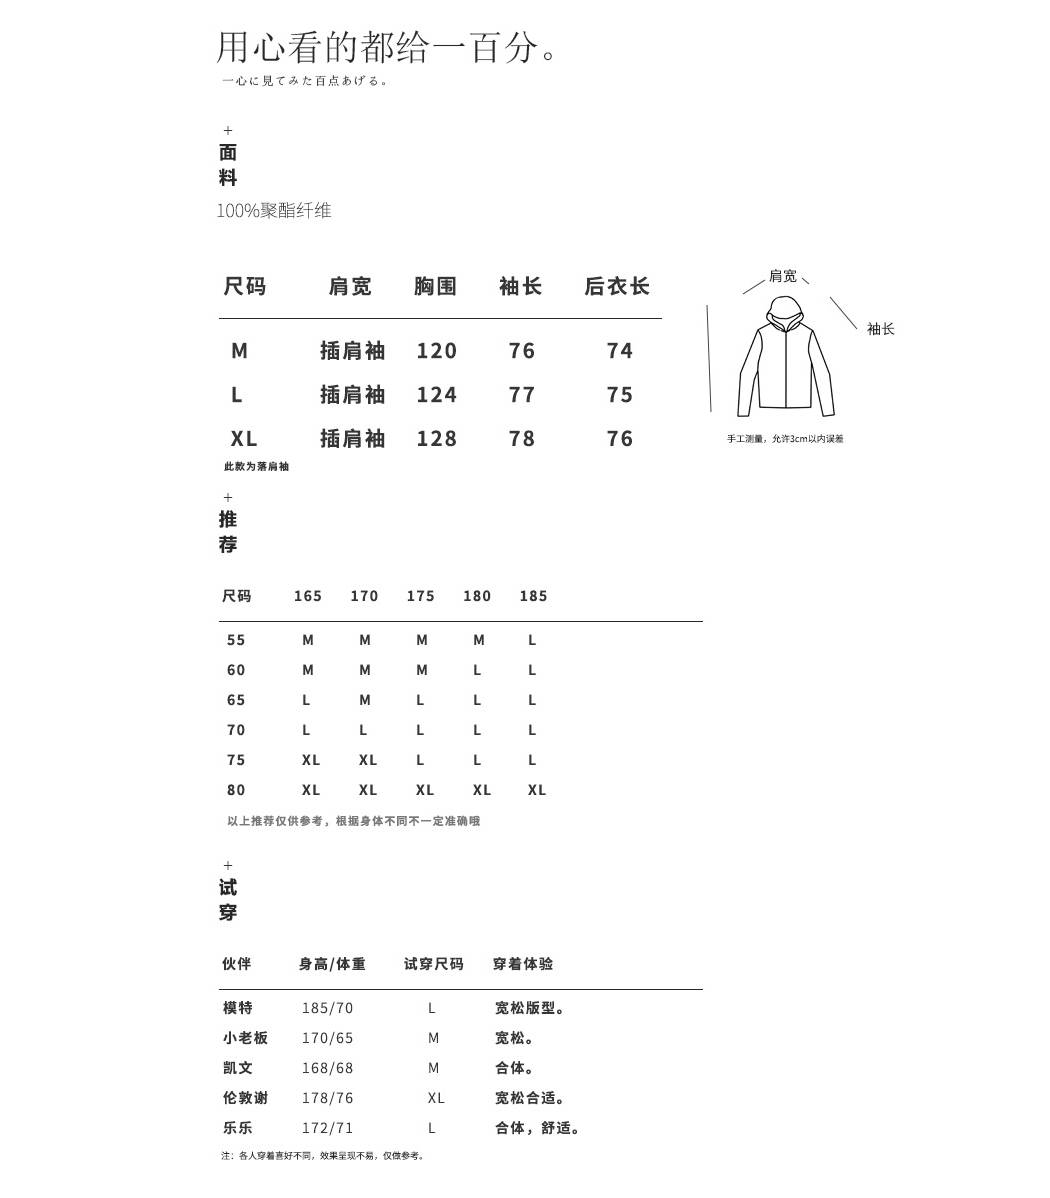 用心看的都给一百分。
一心に見てみた百点あげる。
+
面
料
100%聚酯纤维
尺码 肩宽 胸围 袖长 后衣长
M 插肩袖 120 76 74
L 插肩袖 124 77 75
XL 插肩袖 128 78 76
此款为落肩袖
肩宽
袖长
手工测量，允许3cm以内误差
+
推
荐
尺码 165 170 175 180 185
55 M M M M L
60 M M M L L
65 L M L L L
70 L L L L L
75 XL XL L L L
80 XL XL XL XL XL
以上推荐仅供参考，根据身体不同不一定准确哦
+
试
穿
伙伴 身高/体重 试穿尺码 穿着体验
模特 185/70 L 宽松版型。
小老板 170/65 M 宽松。
凯文 168/68 M 合体。
伦敦谢 178/76 XL 宽松合适。
乐乐 172/71 L 合体，舒适。
注：各人穿着喜好不同，效果呈现不易，仅做参考。